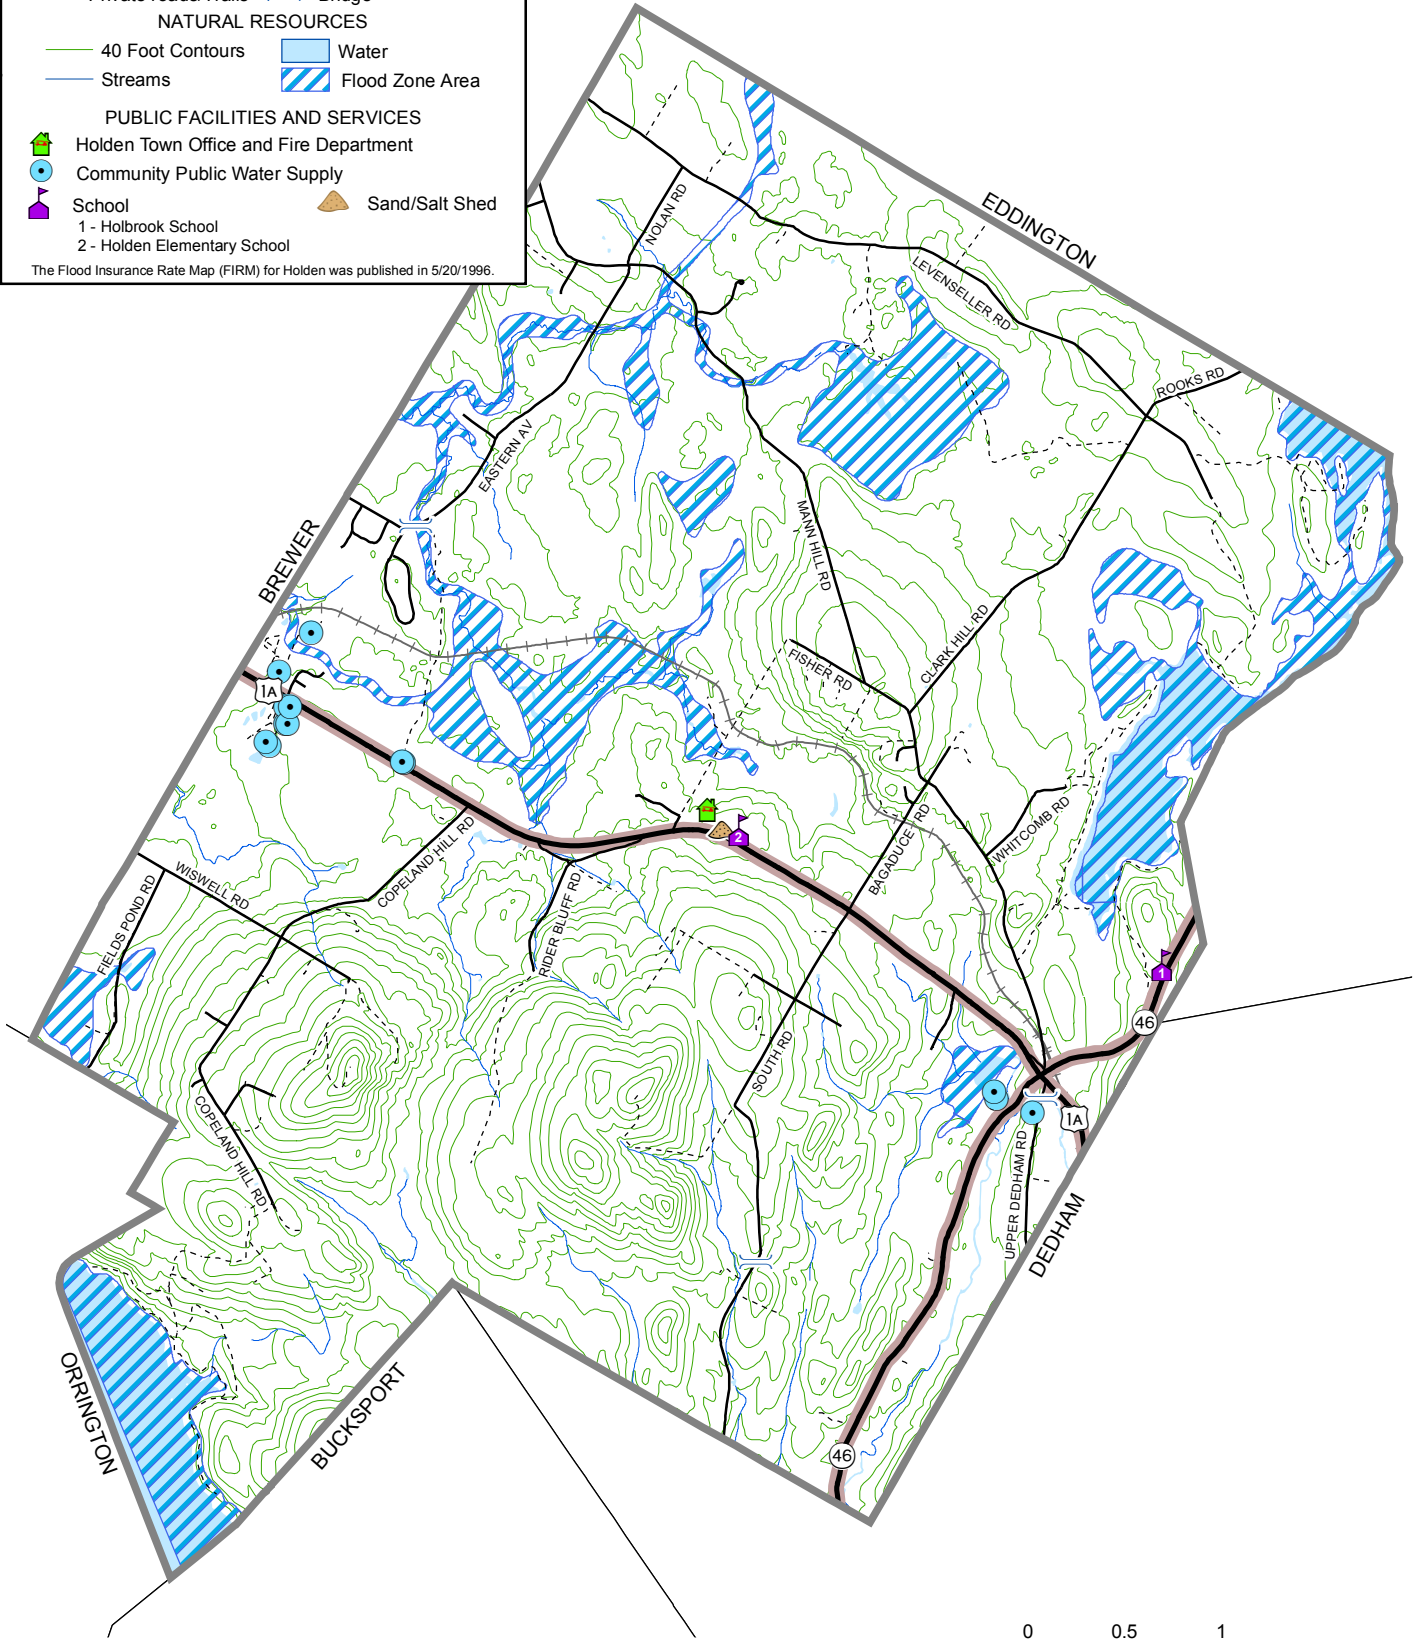 NATURAL RESOURCES
40 Foot Contours
Water
Streams
Flood Zone Area
PUBLIC FACILITIES AND SERVICES
Holden Town Office and Fire Department
Community Public Water Supply
School
Sand/Salt Shed
1 - Holbrook School
2 - Holden Elementary School
The Flood Insurance Rate Map (FIRM) for Holden was published in 5/20/1996.
EDDINGTON
NOLAN RD
LEVENSELLER RD
ROOKS RD
EASTERN AV
MANN HILL RD
BREWER
CLARK HILL RD
FISHER RD
1A
WHITCOMB RD
BAGADUCE RD
2
COPELAND HILL RD
WISWELL RD
FIELDS POND RD
RIDER BLUFF RD
1
46
SOUTH RD
1A
COPELAND HILL RD
UPPER DEDHAM RD
DEDHAM
ORRINGTON
BUCKSPORT
46
0 0.5 1